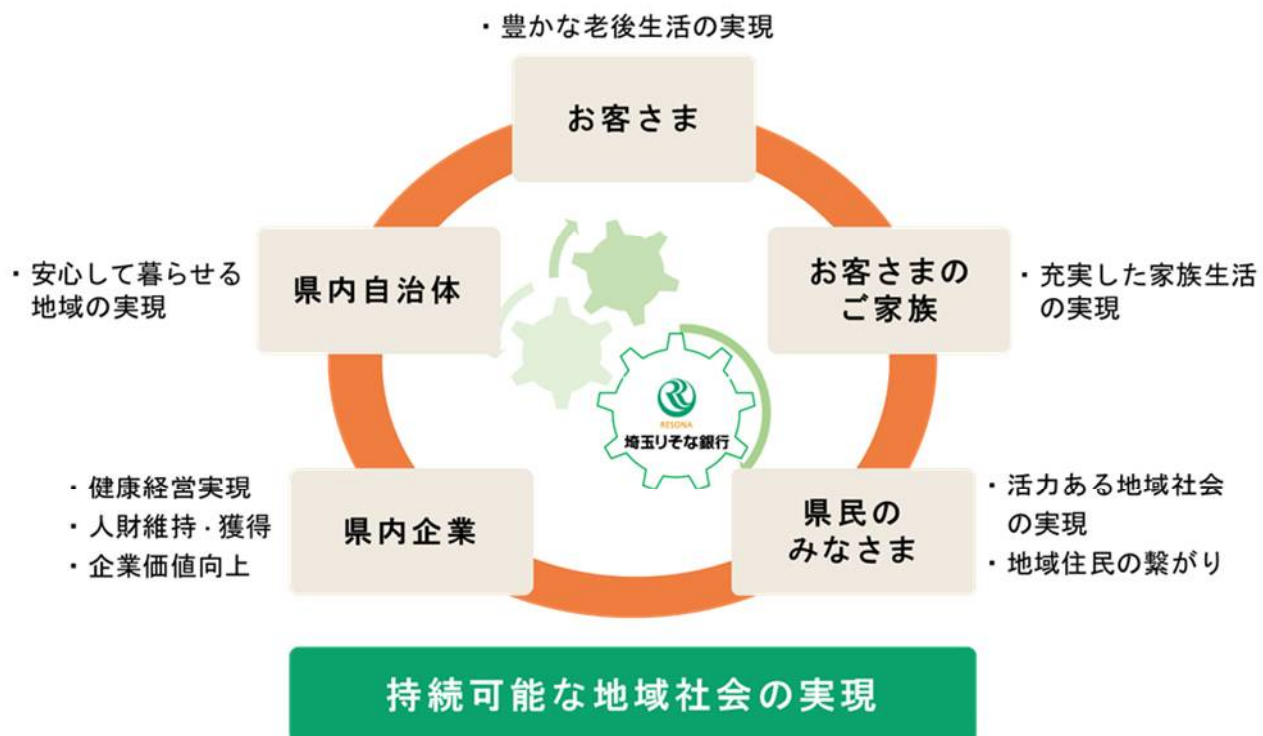 ・豊かな老後生活の実現
お客さま
県内自治体
・安心して暮らせる
地域の実現
お客さまの
ご家族
・充実した家族生活
の実現
RESONA
埼玉りそな銀行
県内企業
・健康経営実現
・人財維持・獲得
・企業価値向上
県民の
みなさま
・活力ある地域社会
の実現
・地域住民の繋がり
持続可能な地域社会の実現